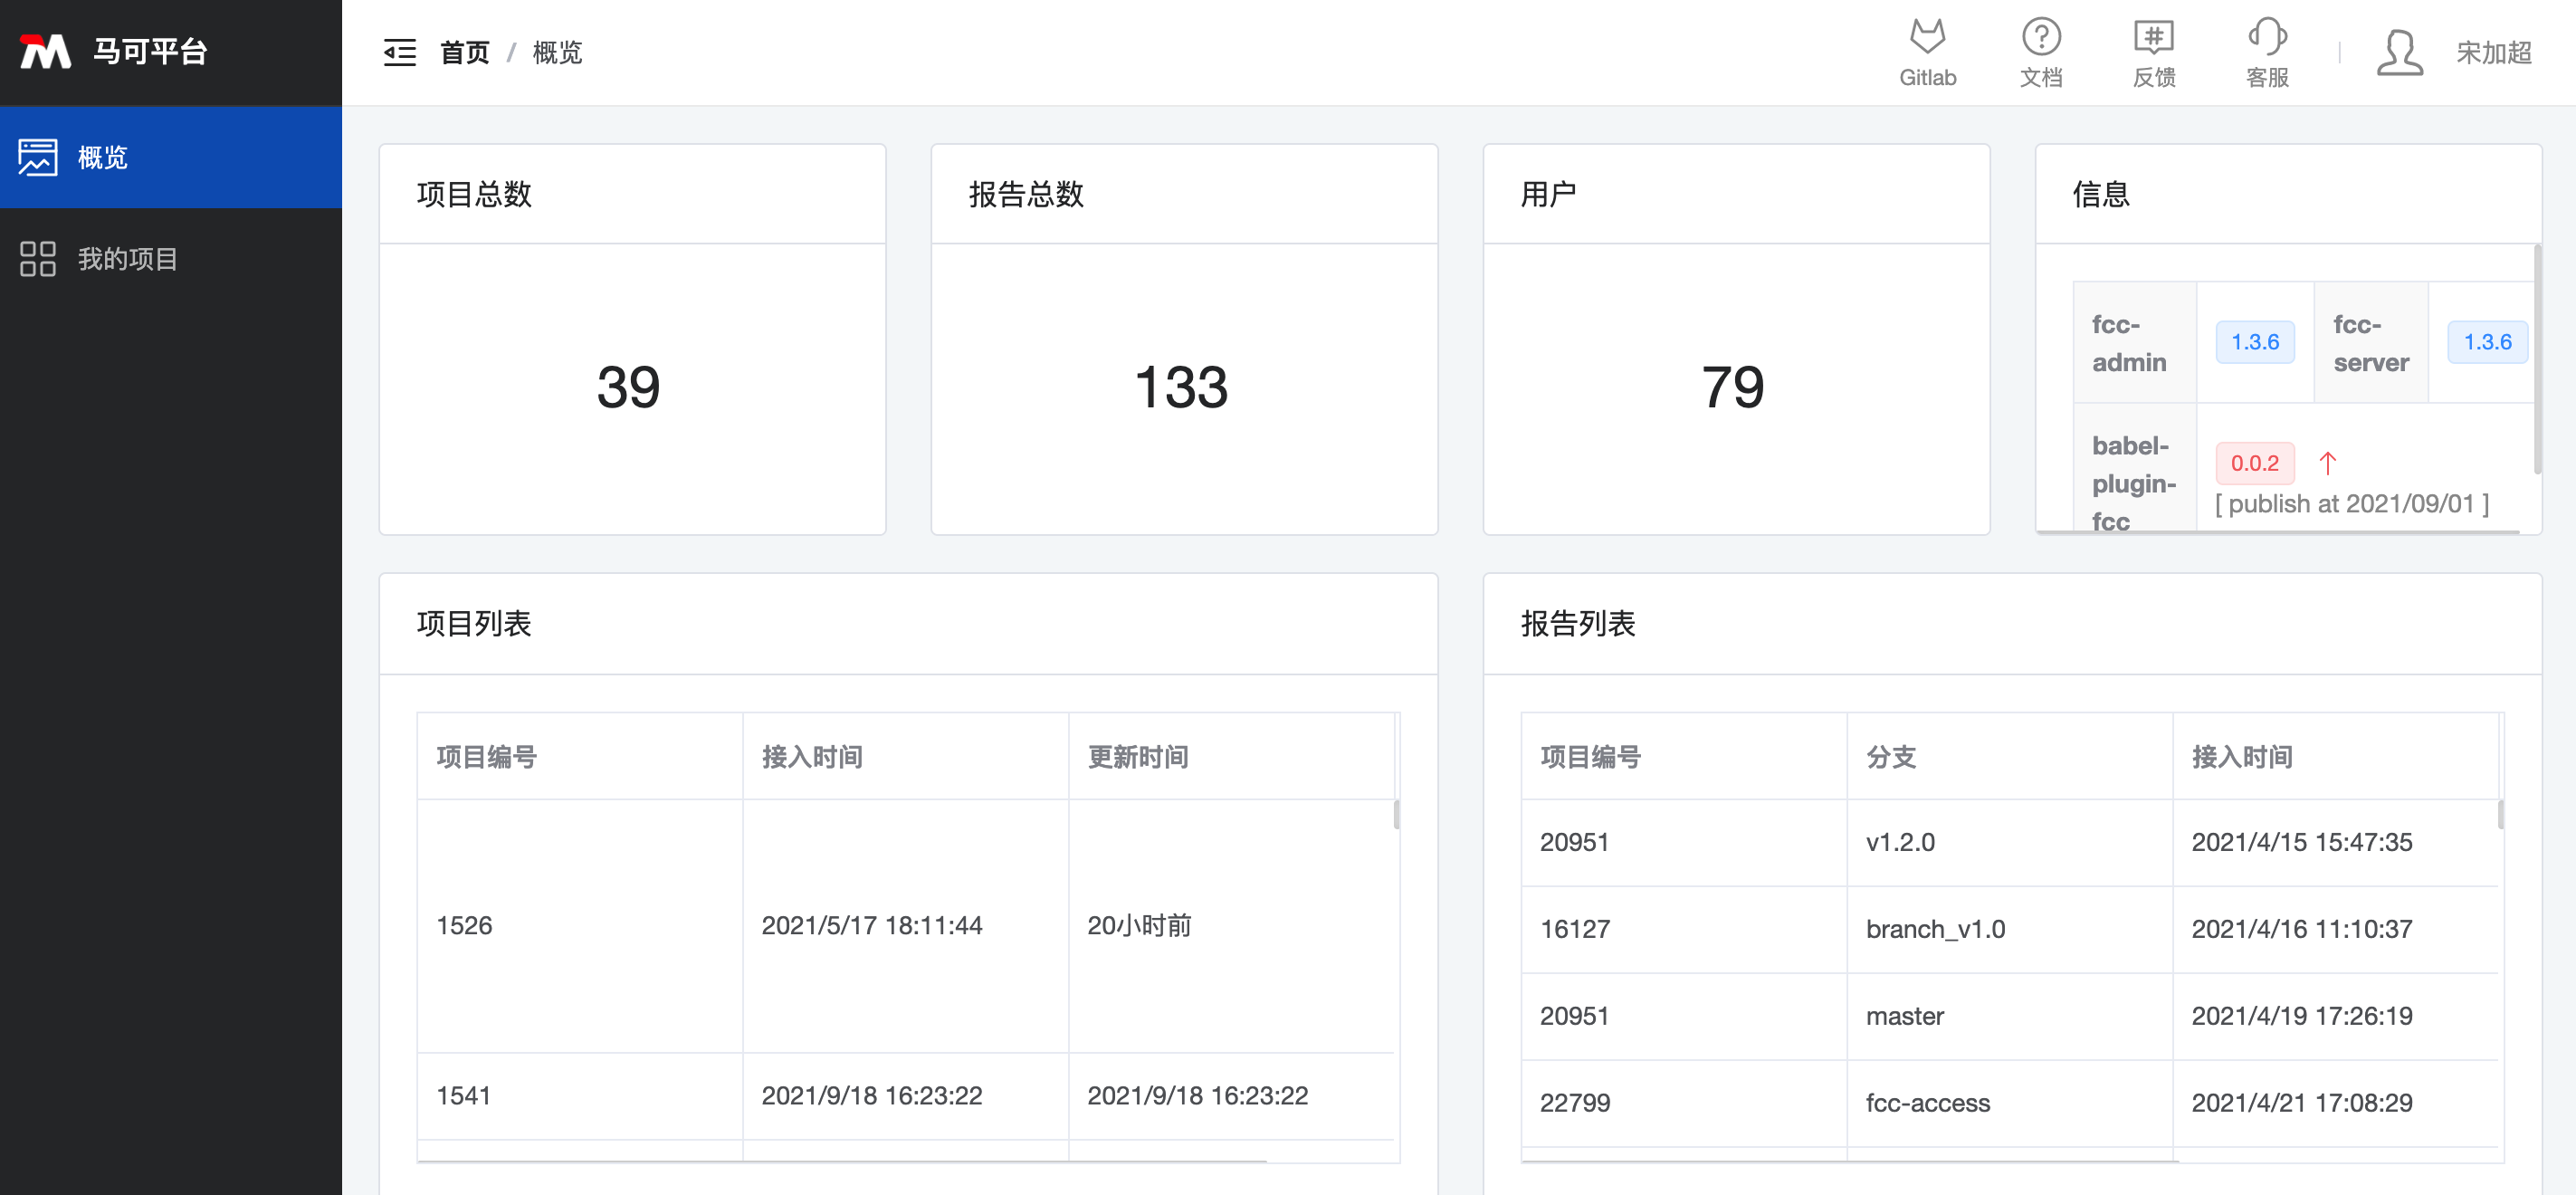 马可平台
首页 / 概览
Gitlab
文档
反馈
客服
宋加超
概览
我的项目
项目总数
39
报告总数
133
用户
79
信息
fcc-
admin
1.3.6
fcc-
server
1.3.6
babel-
plugin-
fcc
0.0.2 ↑
[ publish at 2021/09/01 ]
项目列表
项目编号 接入时间 更新时间
1526 2021/5/17 18:11:44 20小时前
1541 2021/9/18 16:23:22 2021/9/18 16:23:22
报告列表
项目编号 分支 接入时间
20951 v1.2.0 2021/4/15 15:47:35
16127 branch_v1.0 2021/4/16 11:10:37
20951 master 2021/4/19 17:26:19
22799 fcc-access 2021/4/21 17:08:29